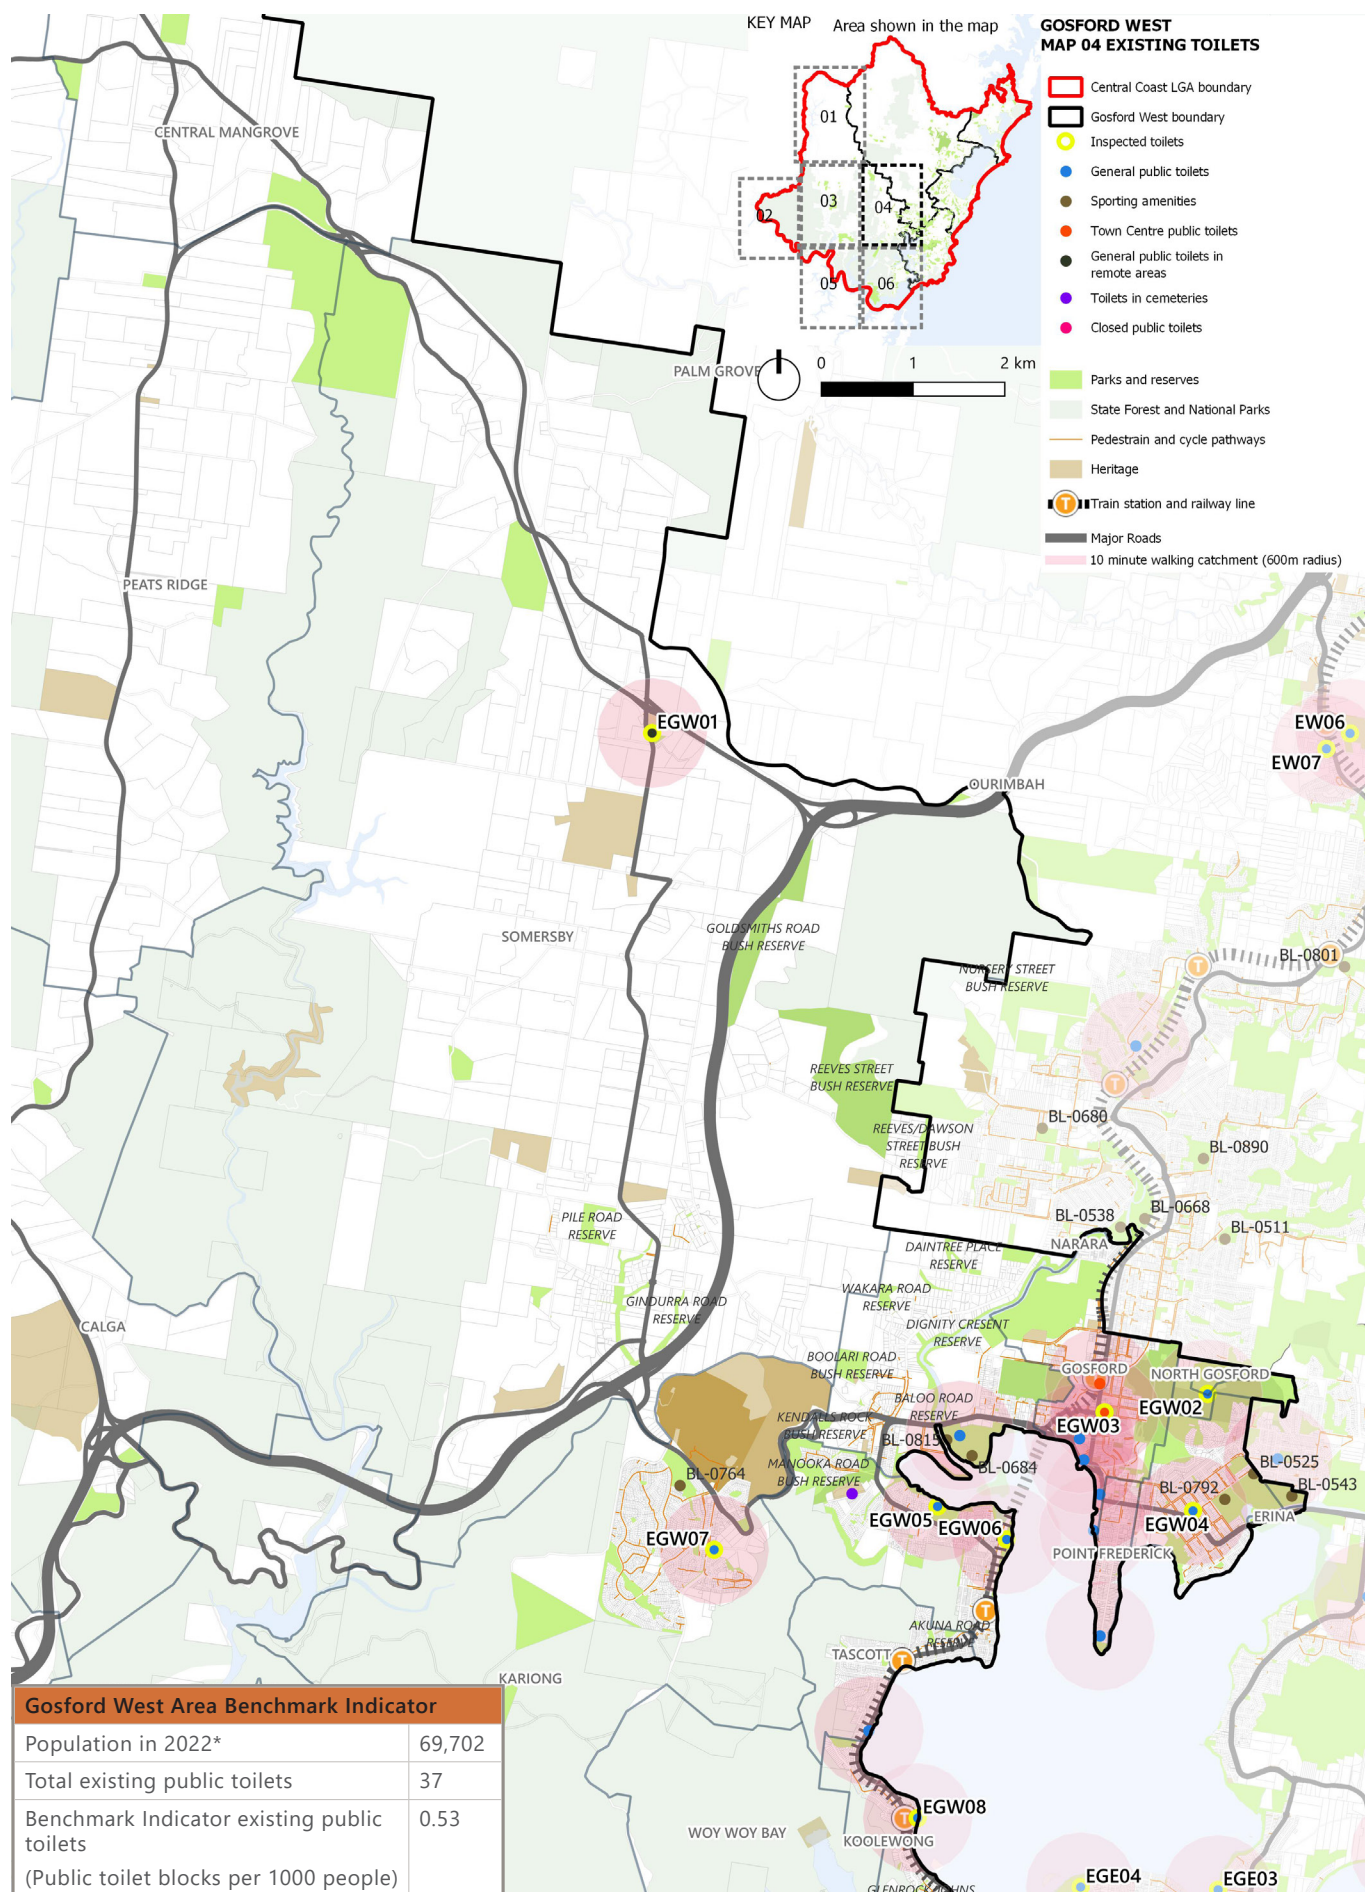 KEY MAP
Area shown in the map
GOSFORD WEST
MAP 04 EXISTING TOILETS
Central Coast LGA boundary
Gosford West boundary
Inspected toilets
General public toilets
Sporting amenities
Town Centre public toilets
General public toilets in
remote areas
Toilets in cemeteries
Closed public toilets
Parks and reserves
State Forest and National Parks
Pedestrain and cycle pathways
Heritage
T
Train station and railway line
Major Roads
10 minute walking catchment (600m radius)
01
02
03
04
05
06
0 1 2 km
CENTRAL MANGROVE
PALM GROVE
PEATS RIDGE
EGW01
EW06
EW07
OURIMBAH
SOMERSBY
GOLDSMITHS ROAD
BUSH RESERVE
NURSERY STREET
BUSH RESERVE
T
T
BL-0801
REEVES STREET
BUSH RESERVE
T
BL-0680
REEVES/DAWSON
STREET BUSH
RESERVE
BL-0890
PILE ROAD
RESERVE
BL-0538
BL-0668
BL-0511
NARARA
DAINTREE PLACE
RESERVE
WAKARA ROAD
RESERVE
GINDURRA ROAD
RESERVE
DIGNITY CRESENT
RESERVE
CALGA
BOOLARI ROAD
BUSH RESERVE
GOSFORD
NORTH GOSFORD
BALOO ROAD
RESERVE
EGW02
KENDALLS ROCK
BUSH RESERVE
EGW03
BL-0815
MANOOKA ROAD
BUSH RESERVE
BL-0684
BL-0525
BL-0764
BL-0792
BL-0543
EGW05
EGW06
EGW04
ERINA
EGW07
POINT FREDERICK
T
AKUNA ROAD
RESERVE
TASCOTT
T
KARIONG
EGW08
T
WOY WOY BAY
KOOLEWONG
EGE04
EGE03
Gosford West Area Benchmark Indicator
Population in 2022* 69,702
Total existing public toilets 37
Benchmark Indicator existing public 0.53
toilets
(Public toilet blocks per 1000 people)